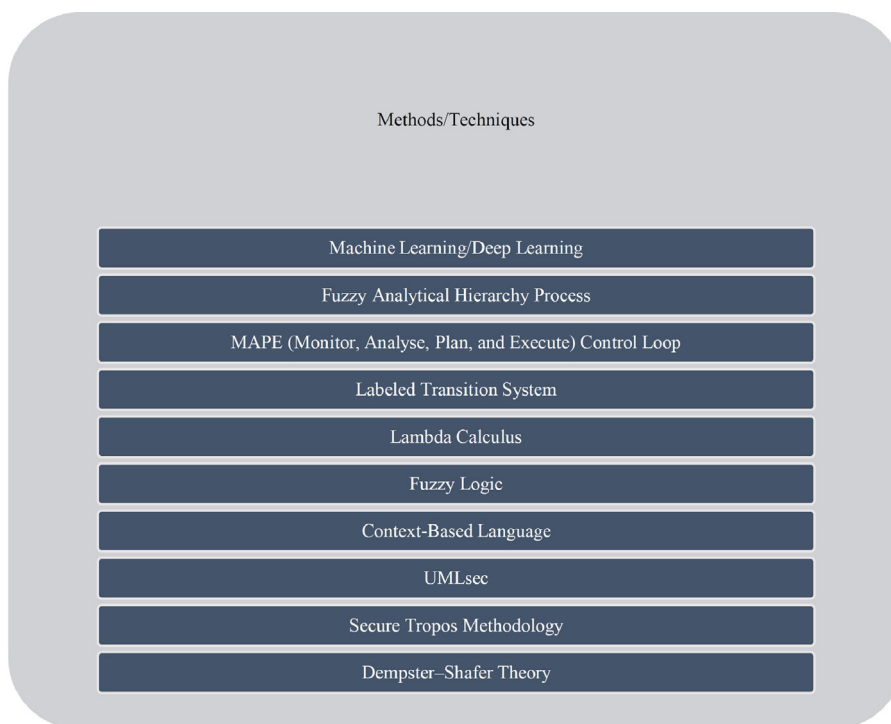 Methods/Techniques
Machine Learning/Deep Learning
Fuzzy Analytical Hierarchy Process
MAPE (Monitor, Analyse, Plan, and Execute) Control Loop
Labeled Transition System
Lambda Calculus
Fuzzy Logic
Context-Based Language
UMLsec
Secure Tropos Methodology
Dempster–Shafer Theory